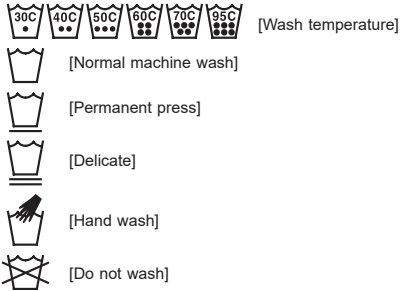 30C 40C 50C 60C 70C 95C [Wash temperature]
[Normal machine wash]
[Permanent press]
[Delicate]
[Hand wash]
[Do not wash]